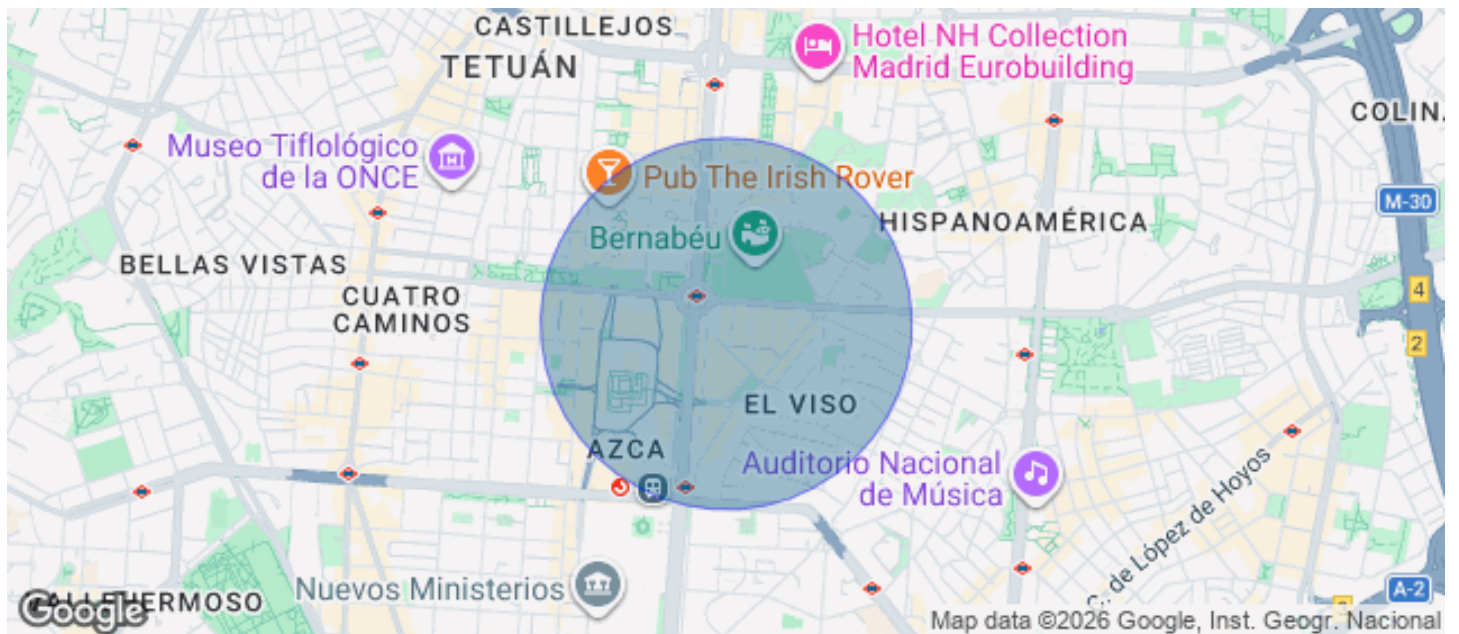 CASTILLEJOS
TETUÁN
Hotel NH Collection
Madrid Eurobuilding
COLIN
Museo Tiflológico
de la ONCE
Pub The Irish Rover
M-30
Bernabéu
HISPANOAMÉRICA
BELLAS VISTAS
CUATRO
CAMINOS
4
2
EL VISO
AZCA
Auditorio Nacional
de Música
C. de López de Hoyos
Nuevos Ministerios
A-2
Google
Map data ©2026 Google, Inst. Geogr. Nacional